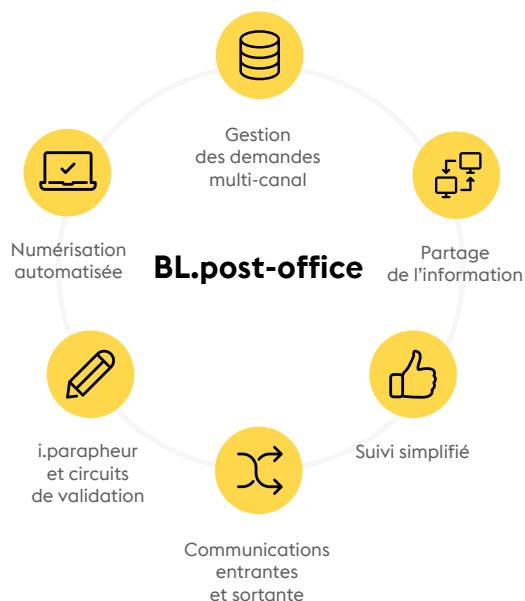 Gestion
des demandes
multi-canal
Partage
de l'information
Suivi simplifié
Communications
entrantes
et sortante
i.parapheur
et circuits
de validation
Numérisation
automatisée
BL.post-office